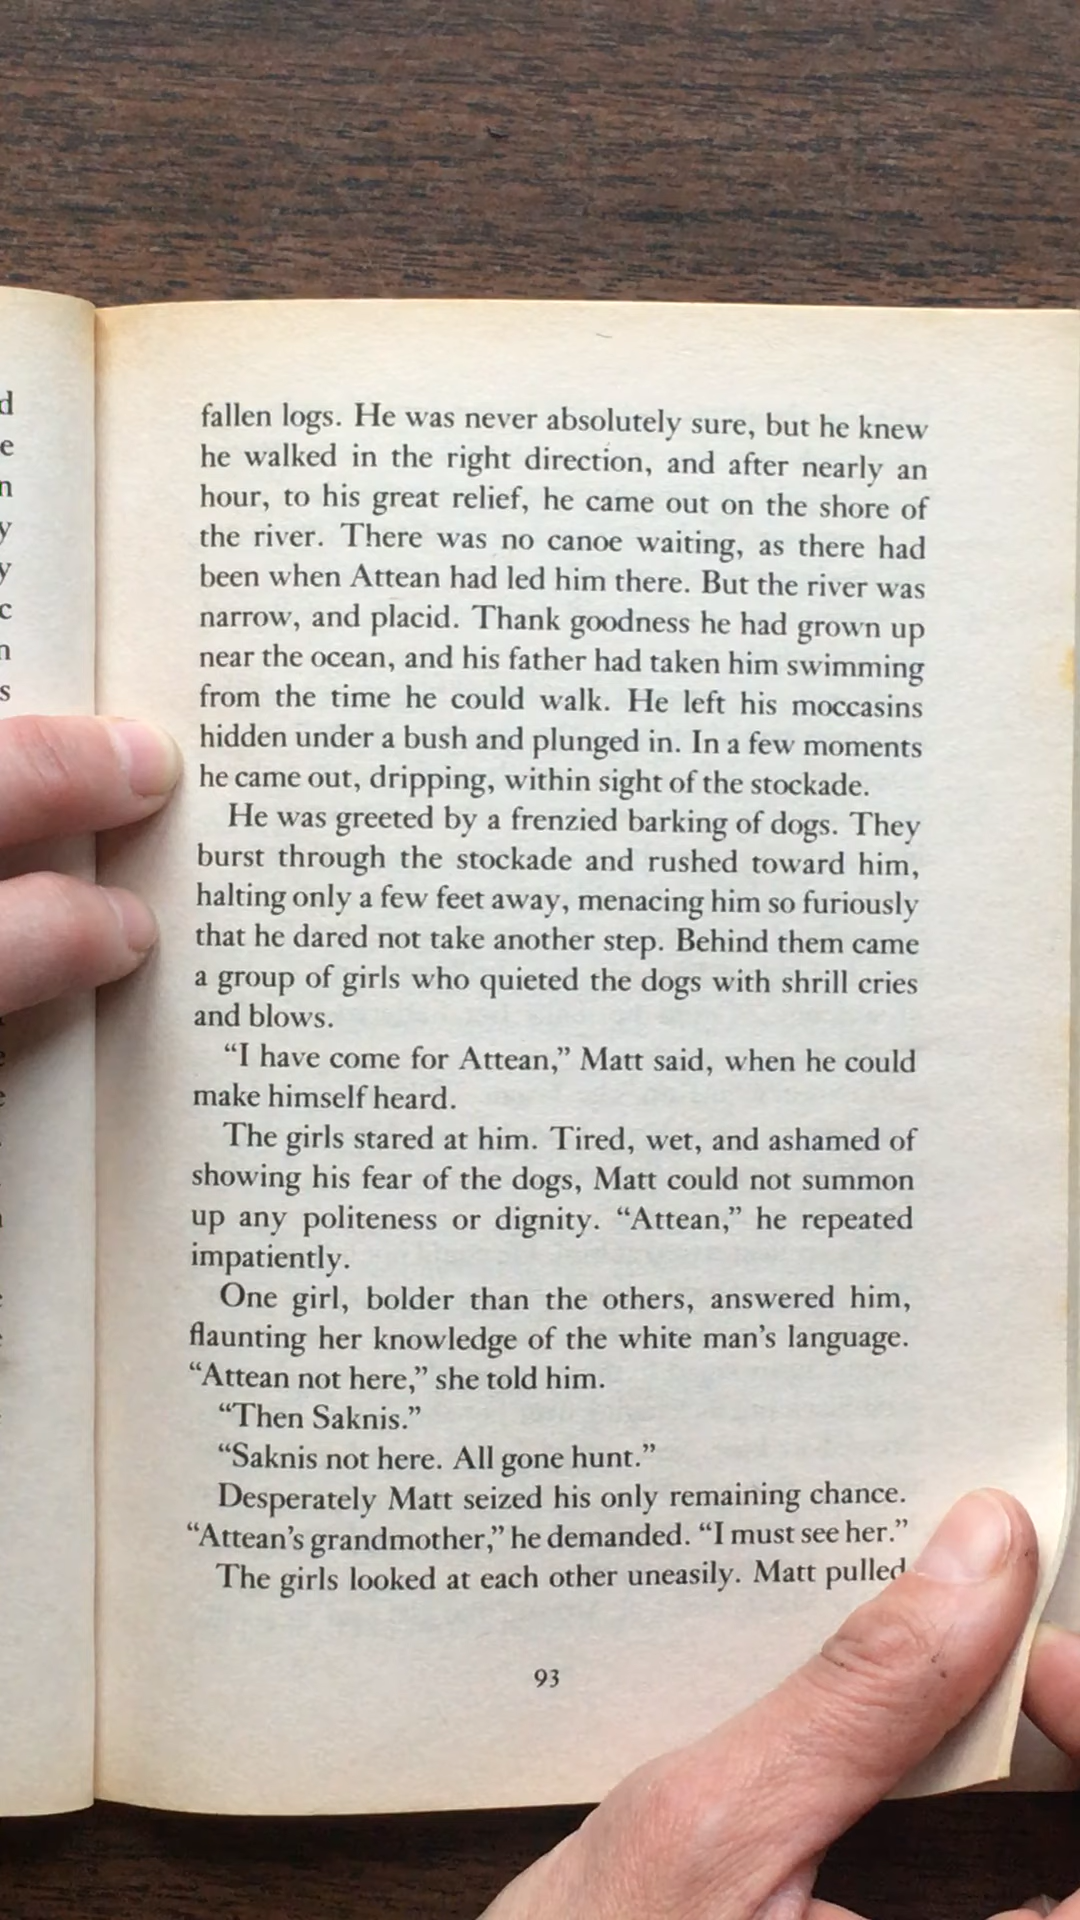 fallen logs. He was never absolutely sure, but he knew
he walked in the right direction, and after nearly an
hour, to his great relief, he came out on the shore of
the river. There was no canoe waiting, as there had
been when Attean had led him there. But the river was
narrow, and placid. Thank goodness he had grown up
near the ocean, and his father had taken him swimming
from the time he could walk. He left his moccasins
hidden under a bush and plunged in. In a few moments
he came out, dripping, within sight of the stockade.
He was greeted by a frenzied barking of dogs. They
burst through the stockade and rushed toward him,
halting only a few feet away, menacing him so furiously
that he dared not take another step. Behind them came
a group of girls who quieted the dogs with shrill cries
and blows.
“I have come for Attean,” Matt said, when he could
make himself heard.
The girls stared at him. Tired, wet, and ashamed of
showing his fear of the dogs, Matt could not summon
up any politeness or dignity. “Attean,” he repeated
impatiently.
One girl, bolder than the others, answered him,
flaunting her knowledge of the white man’s language.
“Attean not here,” she told him.
“Then Saknis.”
“Saknis not here. All gone hunt.”
Desperately Matt seized his only remaining chance.
“Attean’s grandmother,” he demanded. “I must see her.”
The girls looked at each other uneasily. Matt pulled
93